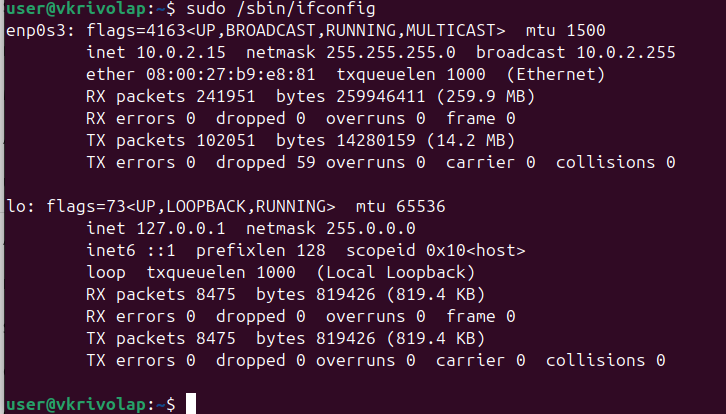 user@vkrivolap:~$ sudo /sbin/ifconfig
enp0s3: flags=4163<UP,BROADCAST,RUNNING,MULTICAST>  mtu 1500
        inet 10.0.2.15  netmask 255.255.255.0  broadcast 10.0.2.255
        ether 08:00:27:b9:e8:81  txqueuelen 1000  (Ethernet)
        RX packets 241951  bytes 259946411 (259.9 MB)
        RX errors 0  dropped 0  overruns 0  frame 0
        TX packets 102051  bytes 14280159 (14.2 MB)
        TX errors 0  dropped 59 overruns 0  carrier 0  collisions 0

lo: flags=73<UP,LOOPBACK,RUNNING>  mtu 65536
        inet 127.0.0.1  netmask 255.0.0.0
        inet6 ::1  prefixlen 128  scopeid 0x10<host>
        loop  txqueuelen 1000  (Local Loopback)
        RX packets 8475  bytes 819426 (819.4 KB)
        RX errors 0  dropped 0  overruns 0  frame 0
        TX packets 8475  bytes 819426 (819.4 KB)
        TX errors 0  dropped 0 overruns 0  carrier 0  collisions 0

user@vkrivolap:~$